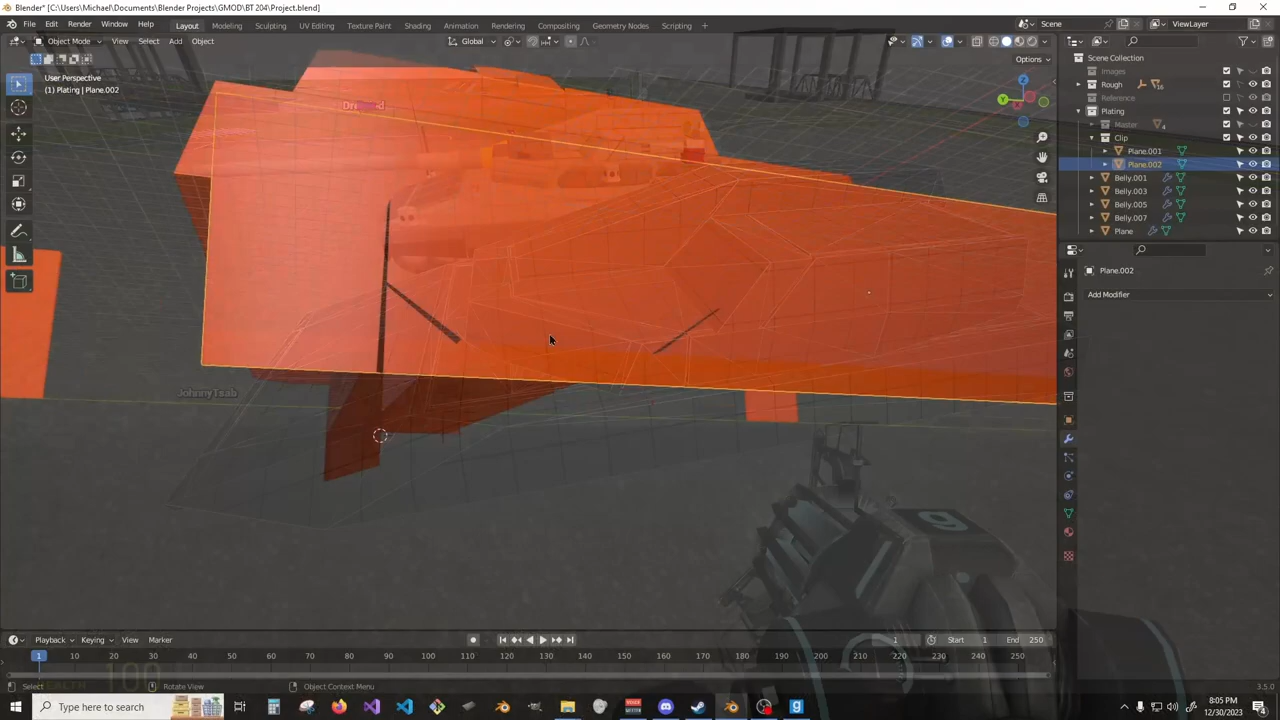 Blender* [C:\Users\Michael\Documents\Blender Projects\GMOD\BT 204\Project.blend]
File Edit Render Window Help Layout Modeling Sculpting UV Editing Texture Paint Shading Animation Rendering Compositing Geometry Nodes Scripting + Scene ViewLayer
Object Mode View Select Add Object Global
Options
User Perspective
(1) Plating | Plane.002
Scene Collection
Images
Rough 16
Reference
Plating
Master 4
Clip
Plane.001
Plane.002
Belly.001
Belly.003
Belly.005
Belly.007
Plane
Plane.002
Add Modifier
JohnnyTsab
Playback Keying View Marker 1 Start 1 End 250
1 10 20 30 40 50 60 70 80 90 100 110 120 130 140 150 160 170 180 190 200 210 220 230 240 250
Select Rotate View Object Context Menu 3.5.0
100
Type here to search
8:05 PM
12/30/2023